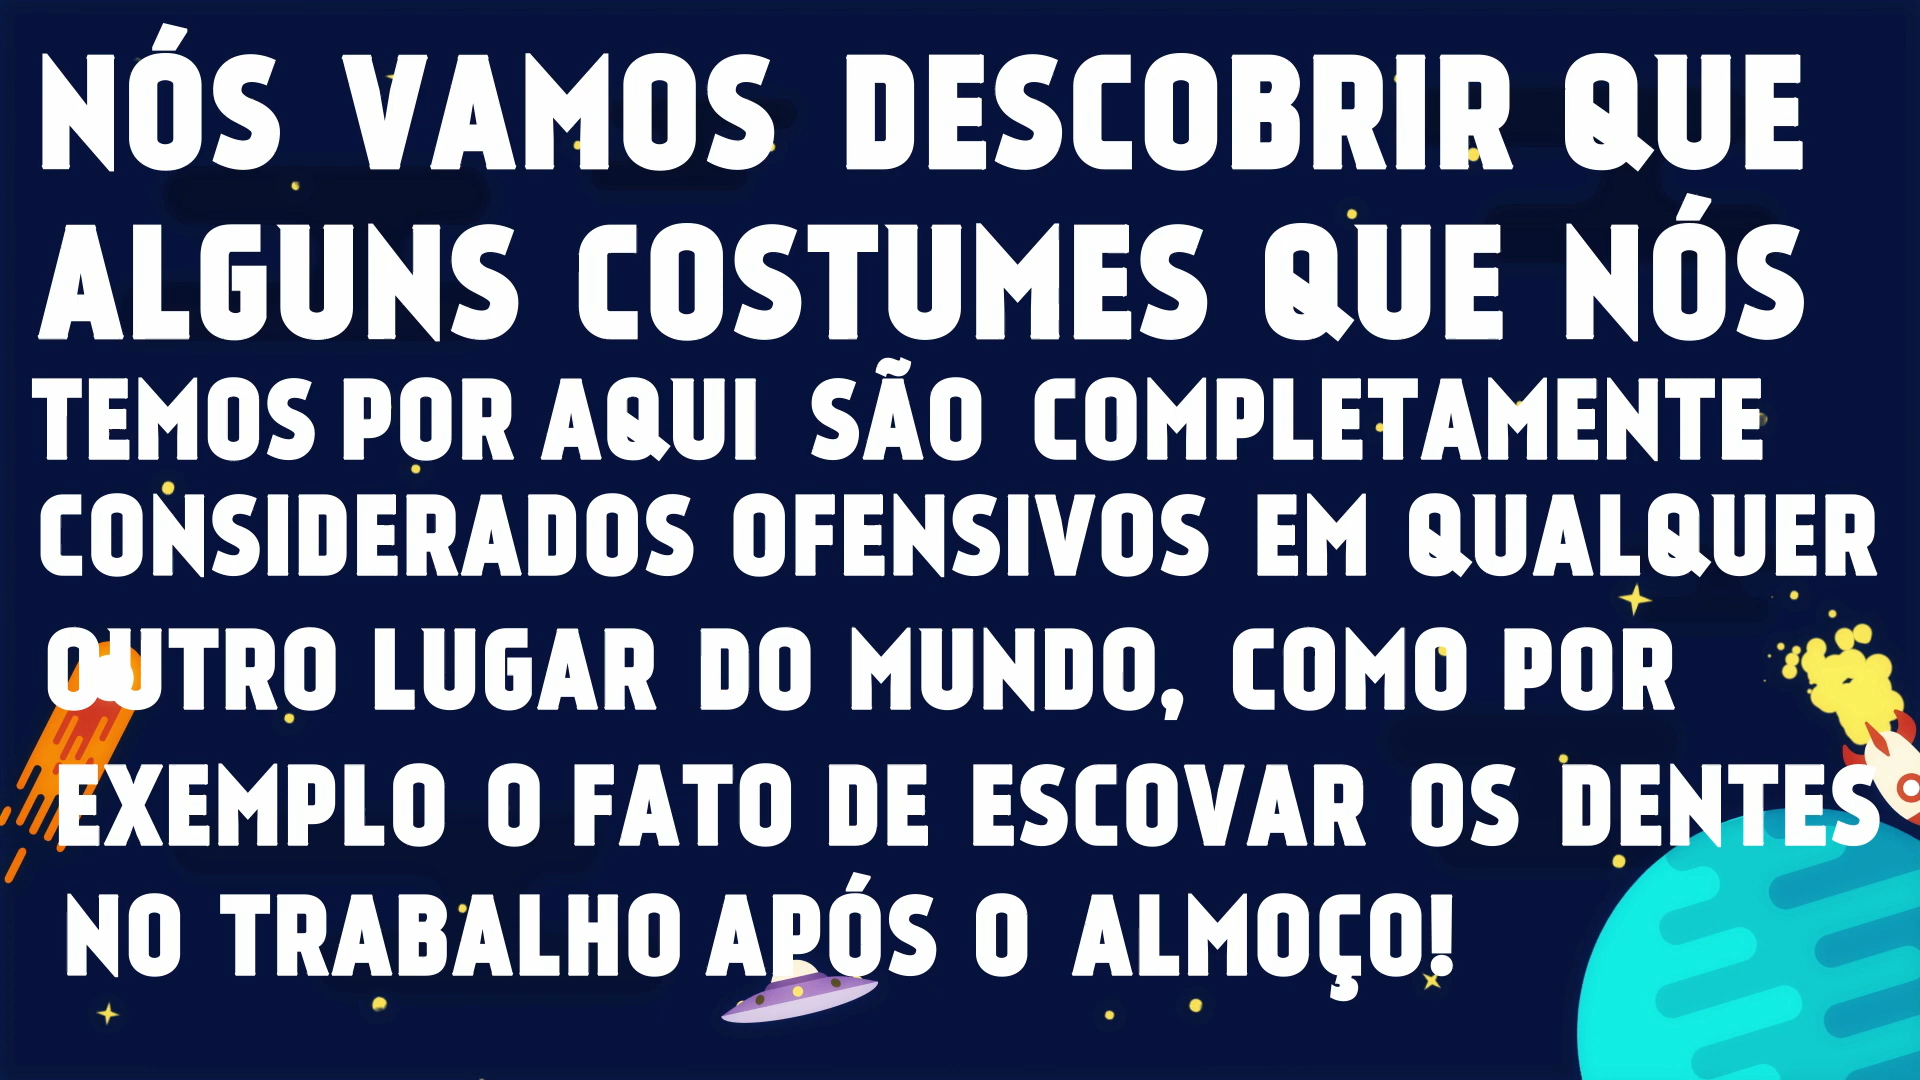 NÓS VAMOS DESCOBRIR QUE
ALGUNS COSTUMES QUE NÓS
TEMOS POR AQUI SÃO COMPLETAMENTE
CONSIDERADOS OFENSIVOS EM QUALQUER
OUTRO LUGAR DO MUNDO, COMO POR
EXEMPLO O FATO DE ESCOVAR OS DENTES
NO TRABALHO APÓS O ALMOÇO!